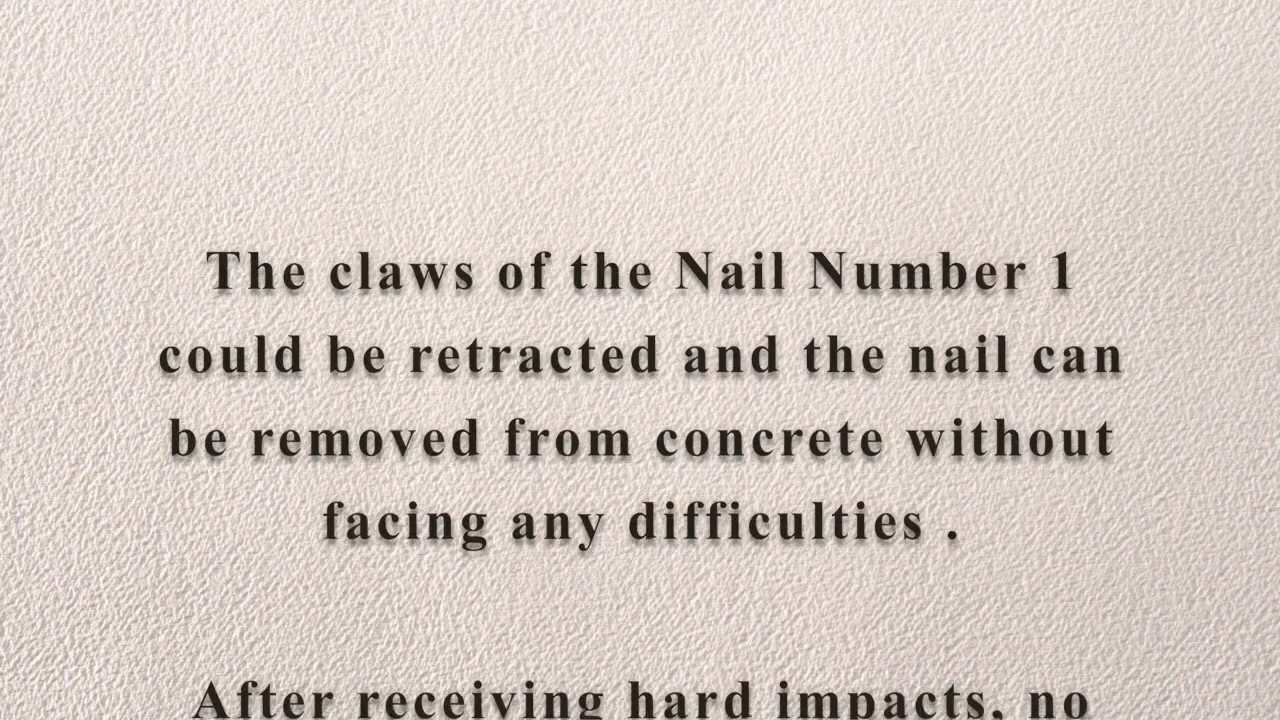 The claws of the Nail Number 1
could be retracted and the nail can
be removed from concrete without
facing any difficulties .
After receiving hard impacts, no